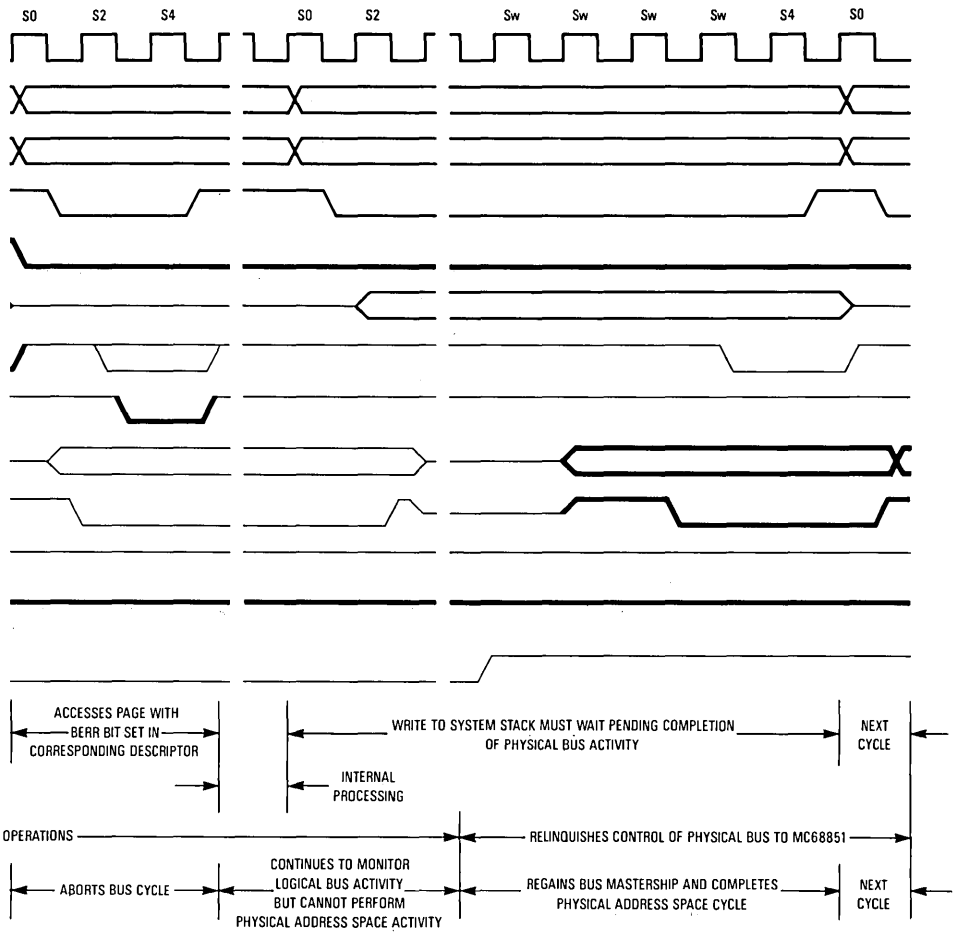 S0 S2 S4 S0 S2 Sw Sw Sw Sw S4 S0
ACCESSES PAGE WITH
BERR BIT SET IN
CORRESPONDING DESCRIPTOR
WRITE TO SYSTEM STACK MUST WAIT PENDING COMPLETION
OF PHYSICAL BUS ACTIVITY
NEXT
CYCLE
INTERNAL
PROCESSING
OPERATIONS
RELINQUISHES CONTROL OF PHYSICAL BUS TO MC68851
ABORTS BUS CYCLE
CONTINUES TO MONITOR
LOGICAL BUS ACTIVITY
BUT CANNOT PERFORM
PHYSICAL ADDRESS SPACE ACTIVITY
REGAINS BUS MASTERSHIP AND COMPLETES
PHYSICAL ADDRESS SPACE CYCLE
NEXT
CYCLE